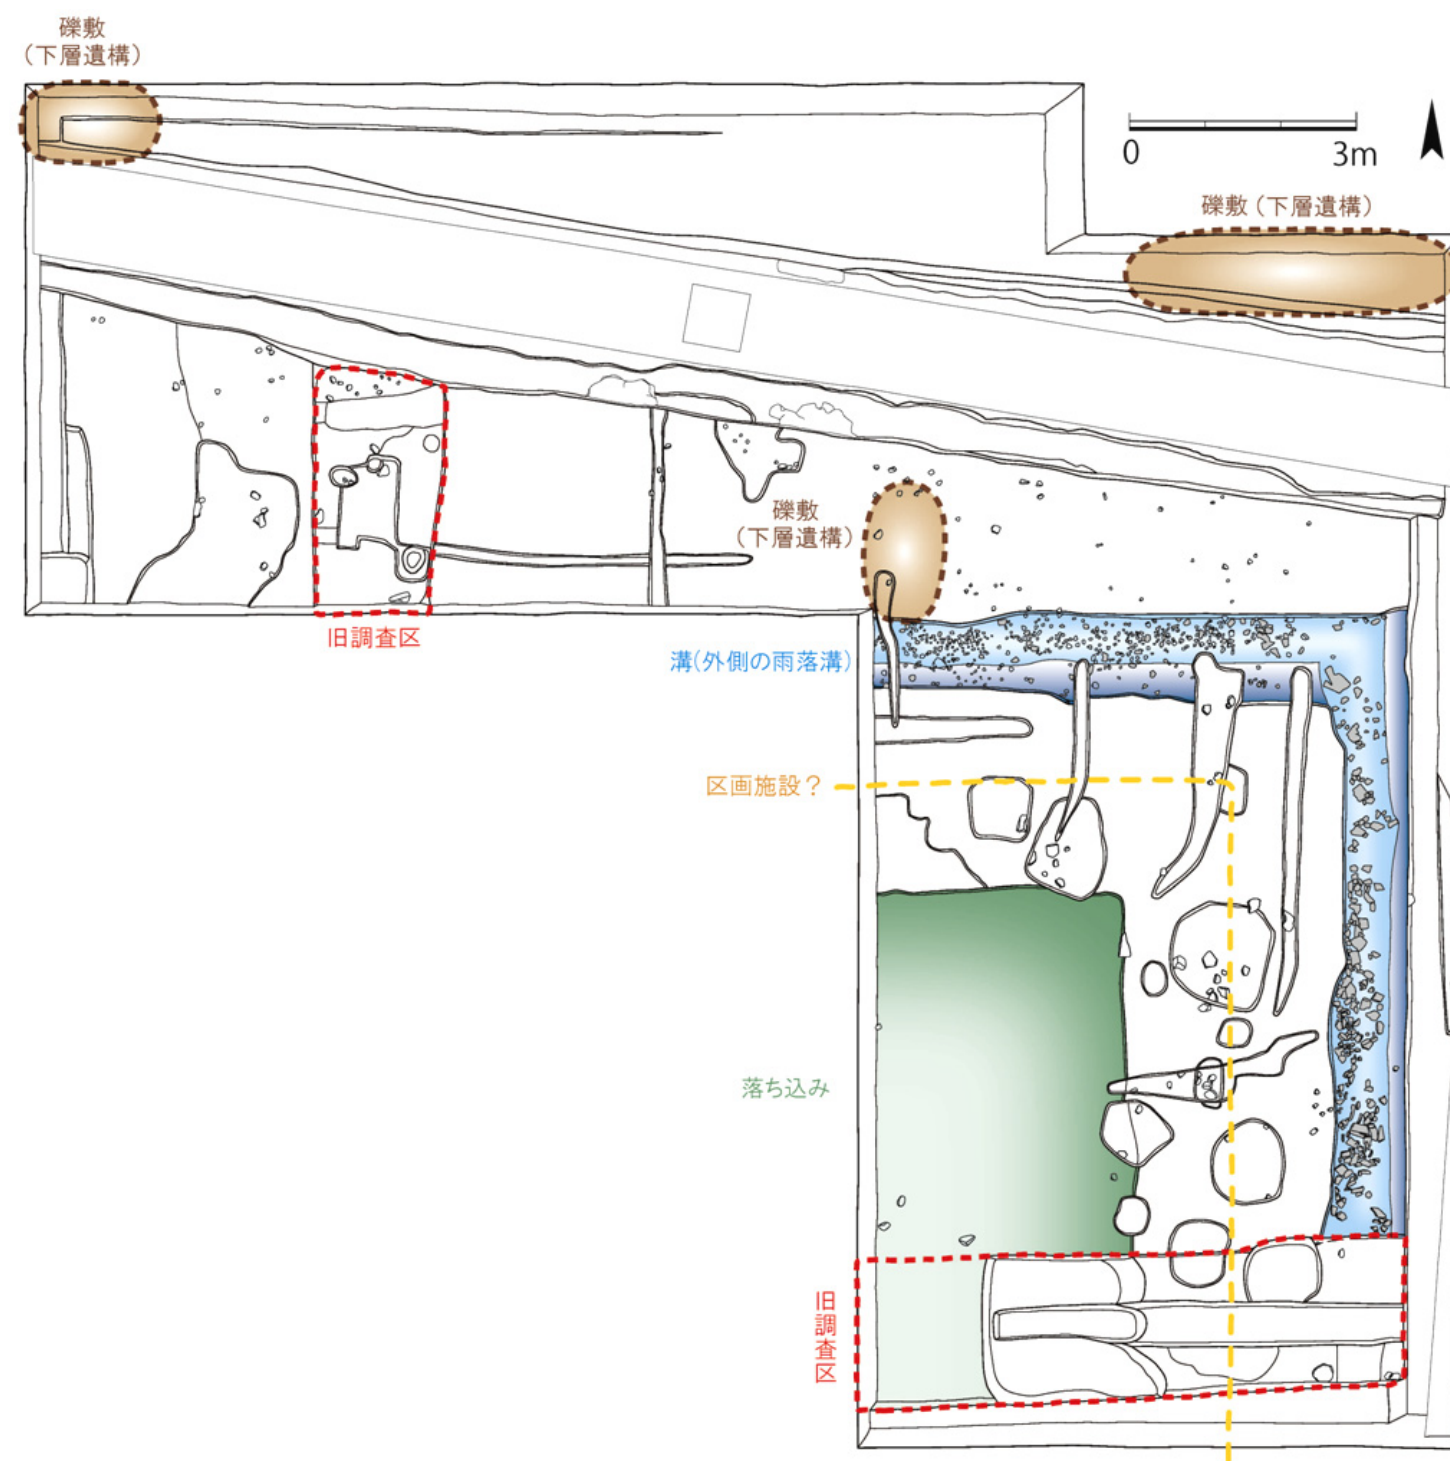 礫敷
（下層遺構）
0 3m
礫敷（下層遺構）
礫敷
（下層遺構）
旧調査区
溝(外側の雨落溝)
区画施設？
落ち込み
旧調査区